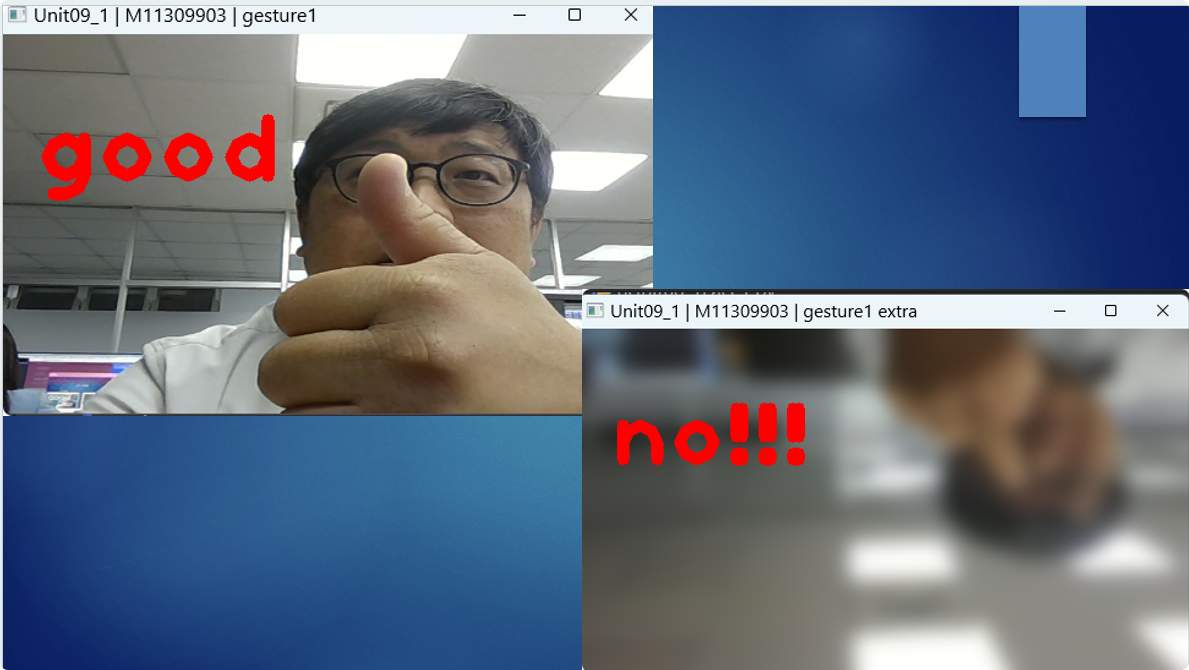 Unit09_1 | M11309903 | gesture1
good
Unit09_1 | M11309903 | gesture1 extra
no!!!